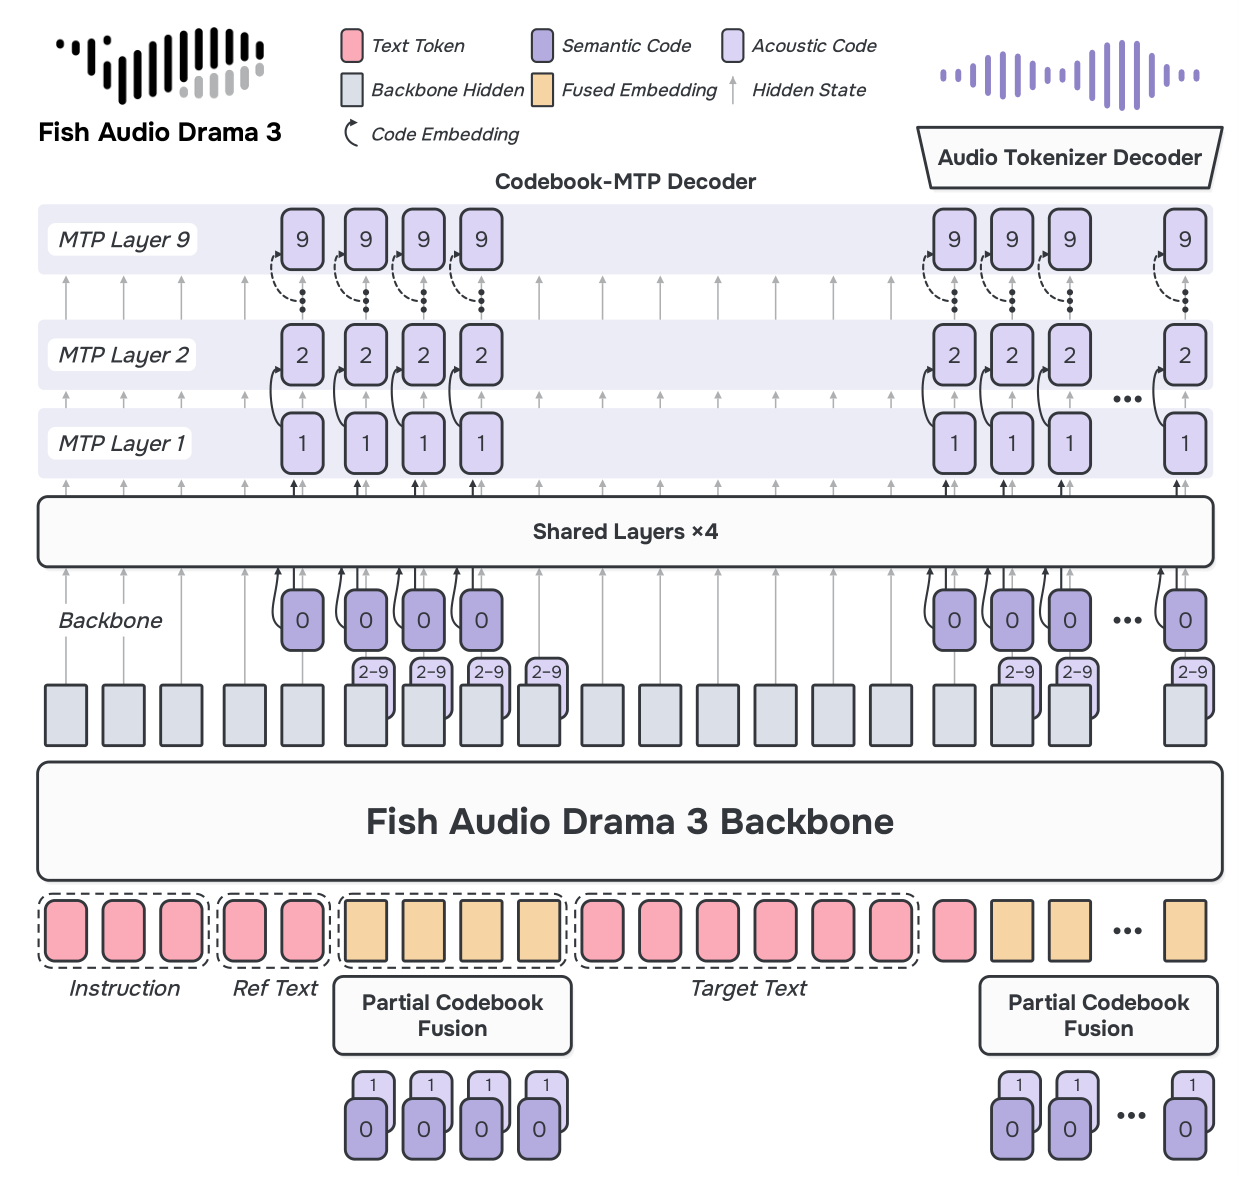 Text Token
Semantic Code
Acoustic Code
Backbone Hidden
Fused Embedding
Hidden State
Code Embedding
Fish Audio Drama 3
Audio Tokenizer Decoder
Codebook-MTP Decoder
MTP Layer 9
9 9 9 9 9 9 9 9
MTP Layer 2
2 2 2 2 2 2 2 2
MTP Layer 1
1 1 1 1 1 1 1 1
Shared Layers ×4
Backbone
0 0 0 0 0 0 0 0
2-9 2-9 2-9 2-9 2-9 2-9 2-9
Fish Audio Drama 3 Backbone
Instruction
Ref Text
Target Text
Partial Codebook
Fusion
Partial Codebook
Fusion
1 1 1 1 1 1 1
0 0 0 0 0 0 0